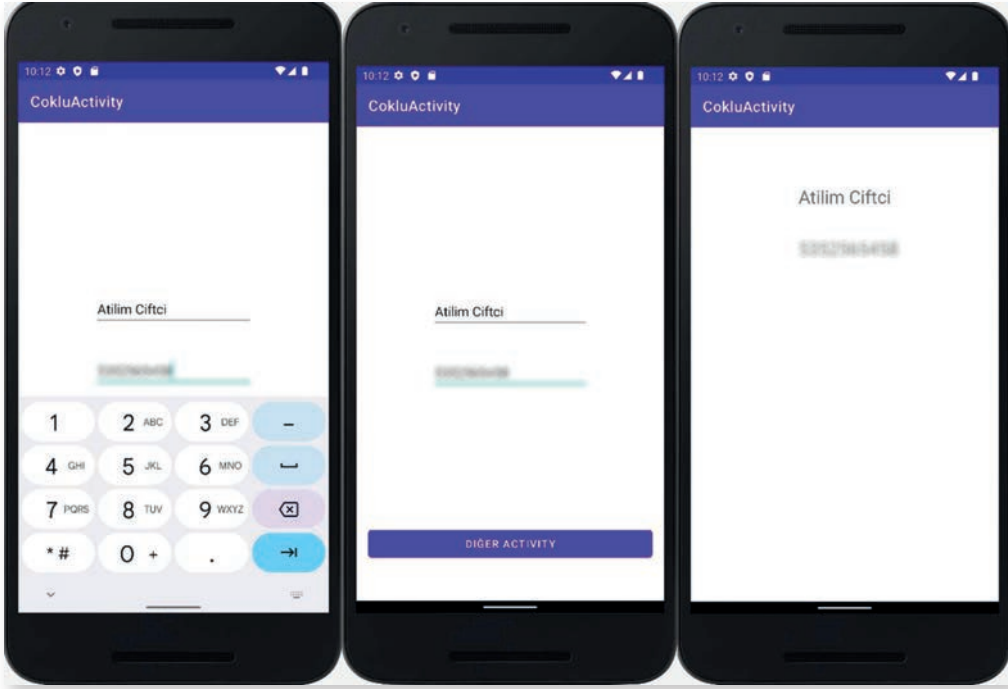 10:12
CokluActivity
Atilim Ciftci
1
2 ABC
3 DEF
-
4 GHI
5 JKL
6 MNO
7 PQRS
8 TUV
9 WXYZ
* #
0 +
.
10:12
CokluActivity
Atilim Ciftci
DIĞER ACTIVITY
10:12
CokluActivity
Atilim Ciftci